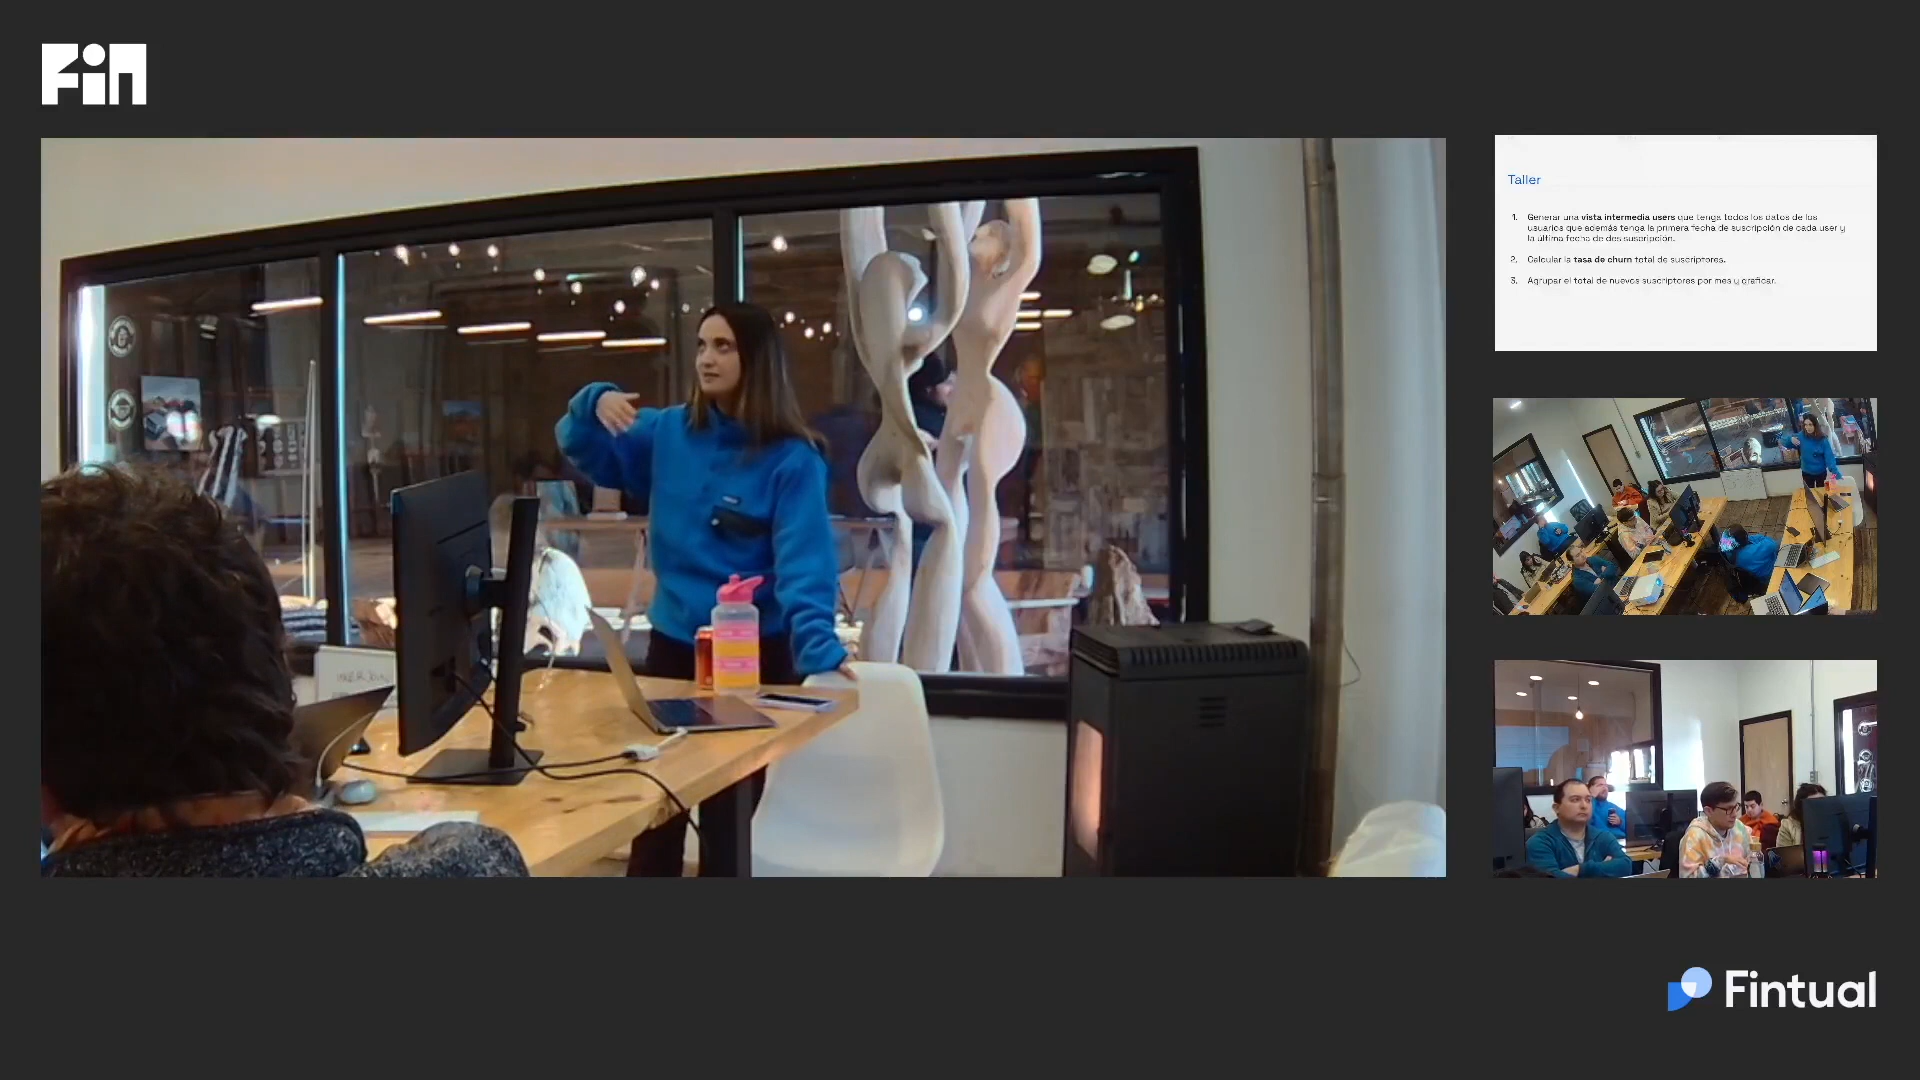 Fin
Taller
1. Generar una vista intermedia users que tenga todos los datos de los
usuarios que además tenga la primera fecha de suscripción de cada user y
la última fecha de des suscripción.
2. Calcular la tasa de churn total de suscriptores.
3. Agrupar el total de nuevos suscriptores por mes y graficar.
INNER JOIN
Fintual